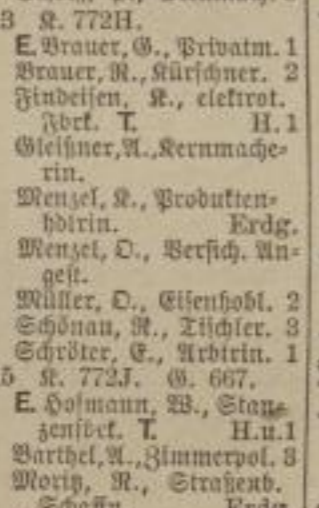 3 K. 772H.
E. Brauer, G., Privatm. 1
Brauer, R., Kürschner. 2
Findeisen, K., elektrot.
Fbrk. T. H. 1
Gleißner, A., Kernmache-
rin.
Menzel, K., Produkten-
hdlrin. Erdg.
Menzel, O., Versich. An-
gest.
Müller, O., Eisenhobl. 2
Schönau, R., Tischler. 3
Schröter, E., Arbtrin. 1
5 K. 772J. G. 667.
E. Hofmann, W., Stan-
zenfbrk. T. H.u.1
Barthel, A., Zimmerpol. 3
Moritz, R., Straßenb.